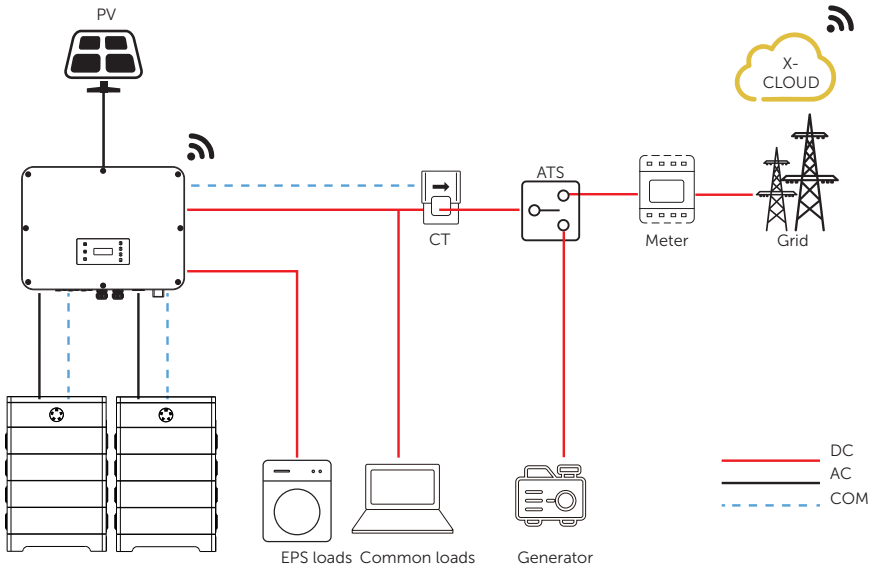 PV
X-
CLOUD
ATS
CT
Meter
Grid
DC
AC
COM
EPS loads
Common loads
Generator